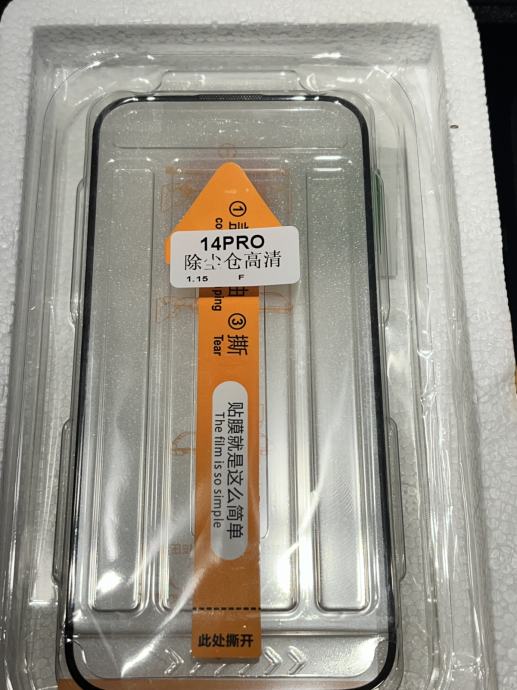 14PRO
除尘仓高清
1.15 F
①
③ 撕
Tear
贴膜就是这么简单
The film is so simple
此处撕开